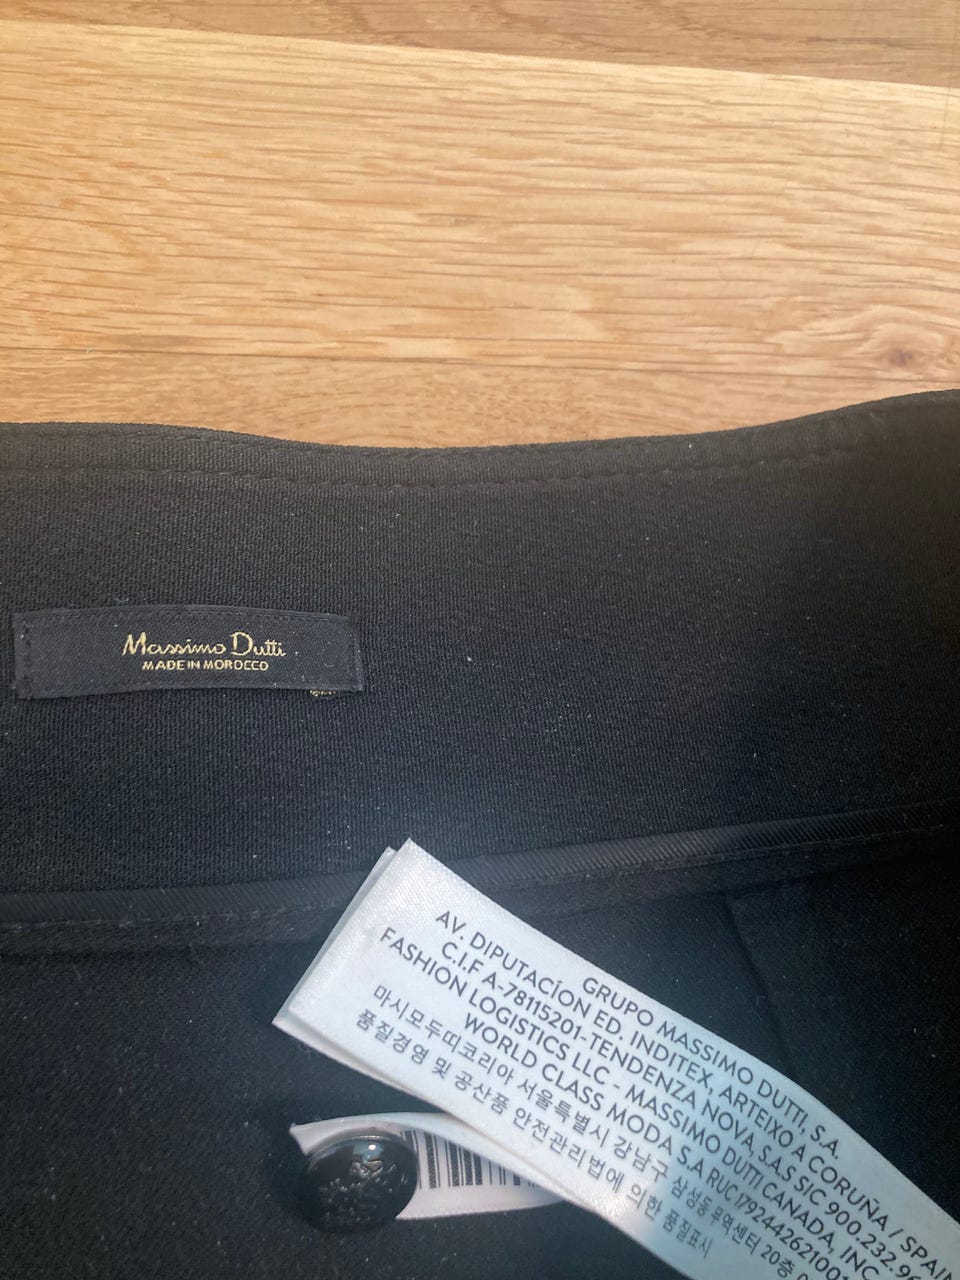 Massimo Dutti
MADE IN MOROCCO
GRUPO MASSIMO DUTTI, S.A.
AV. DIPUTACÍON ED. INDITEX, ARTEIXO A CORUÑA / SPAIN
C.I.F A-78115201-TENDENZA NOVA, S.A.S SIC 900.232.9
FASHION LOGISTICS LLC - MASSIMO DUTTI CANADA, INC
WORLD CLASS MODA S.A RUC1792444262100
마시모두띠코리아 서울특별시 강남구 삼성동무역센터 20층
품질경영 및 공산품 안전관리법에 의한 품질표시